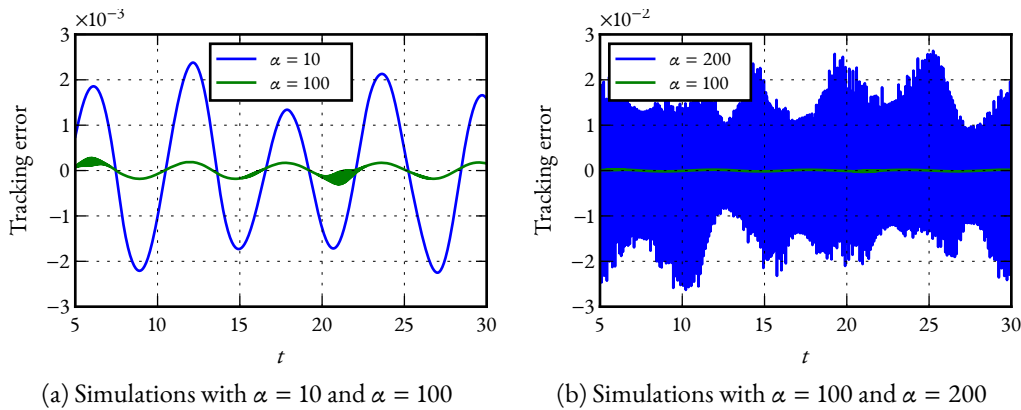 ×10−3
3
2
1
0
−1
−2
−3
5 10 15 20 25 30
Tracking error
t
α = 10
α = 100
(a) Simulations with α = 10 and α = 100
×10−2
3
2
1
0
−1
−2
−3
5 10 15 20 25 30
Tracking error
t
α = 200
α = 100
(b) Simulations with α = 100 and α = 200